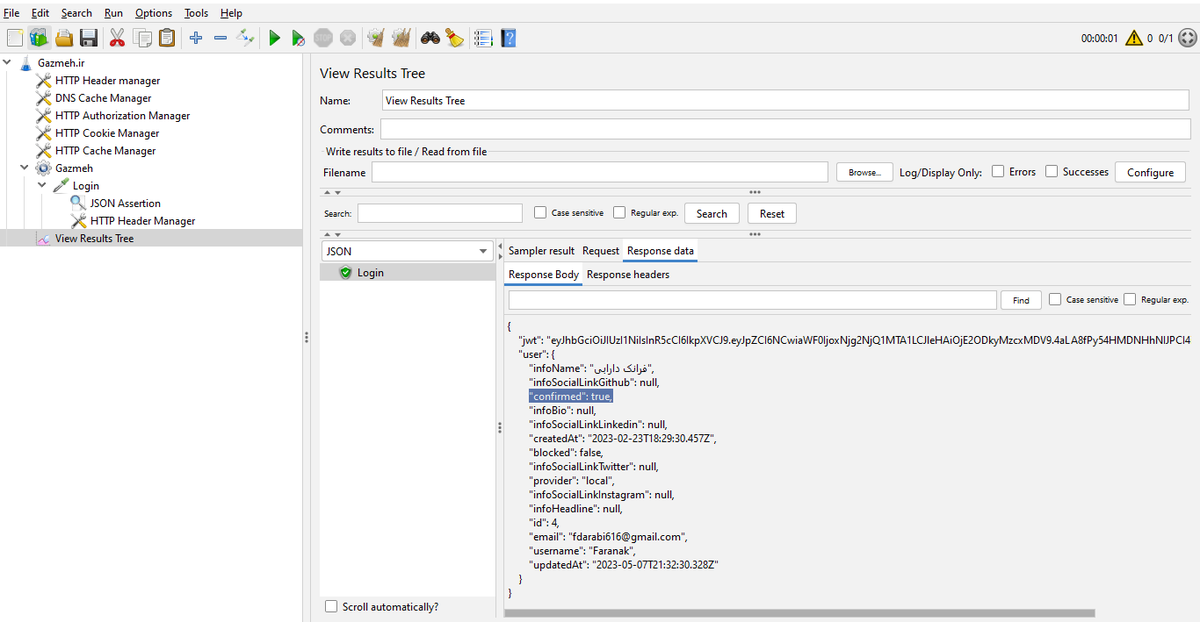 File Edit Search Run Options Tools Help
00:00:01 0 0/1
Gazmeh.ir
HTTP Header manager
DNS Cache Manager
HTTP Authorization Manager
HTTP Cookie Manager
HTTP Cache Manager
Gazmeh
Login
JSON Assertion
HTTP Header Manager
View Results Tree
View Results Tree
Name: View Results Tree
Comments:
Write results to file / Read from file
Filename Browse... Log/Display Only: Errors Successes Configure
Search: Case sensitive Regular exp. Search Reset
JSON
Login
Scroll automatically?
Sampler result Request Response data
Response Body Response headers
Find Case sensitive Regular exp.
{
"jwt":
"user": {
"infoName": "فرانک دارابی",
"infoSocialLinkGithub": null,
"confirmed": true,
"infoBio": null,
"infoSocialLinkLinkedin": null,
"createdAt": "2023-02-23T18:29:30.457Z",
"blocked": false,
"infoSocialLinkTwitter": null,
"provider": "local",
"infoSocialLinkInstagram": null,
"infoHeadline": null,
"id": 4,
"email": "fdarabi616@gmail.com",
"username": "Faranak",
"updatedAt": "2023-05-07T21:32:30.328Z"
}
}